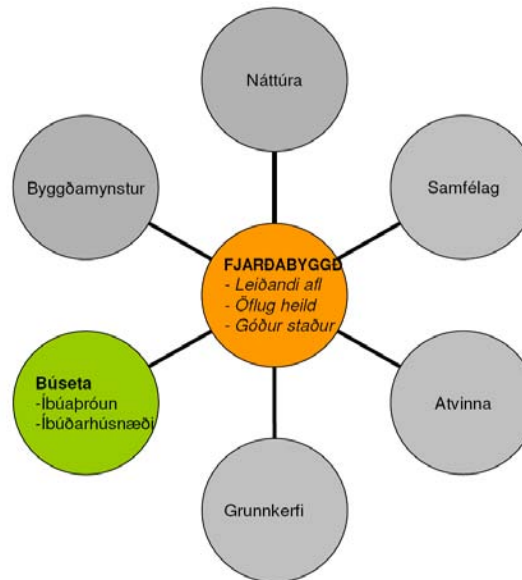 Náttúra
Byggðamynstur
Samfélag
FJARÐABYGGÐ
- Leiðandi afl
- Öflug heild
- Góður staður
Búseta
-Íbúaþróun
-Íbúðarhúsnæði
Atvinna
Grunnkerfi